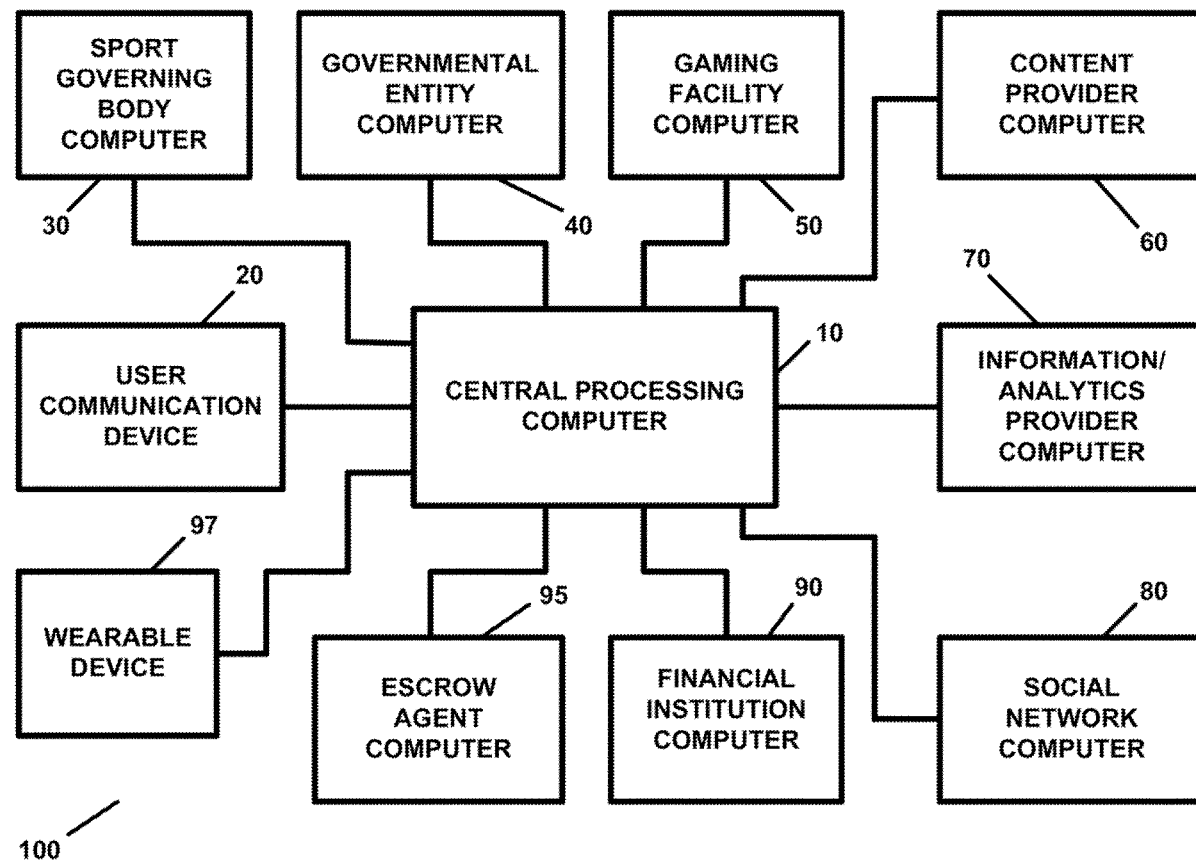 SPORT
GOVERNING
BODY
COMPUTER
30
GOVERNMENTAL
ENTITY
COMPUTER
40
GAMING
FACILITY
COMPUTER
50
CONTENT
PROVIDER
COMPUTER
60
20
USER
COMMUNICATION
DEVICE
10
CENTRAL PROCESSING
COMPUTER
70
INFORMATION/
ANALYTICS
PROVIDER
COMPUTER
97
WEARABLE
DEVICE
95
ESCROW
AGENT
COMPUTER
90
FINANCIAL
INSTITUTION
COMPUTER
80
SOCIAL
NETWORK
COMPUTER
100